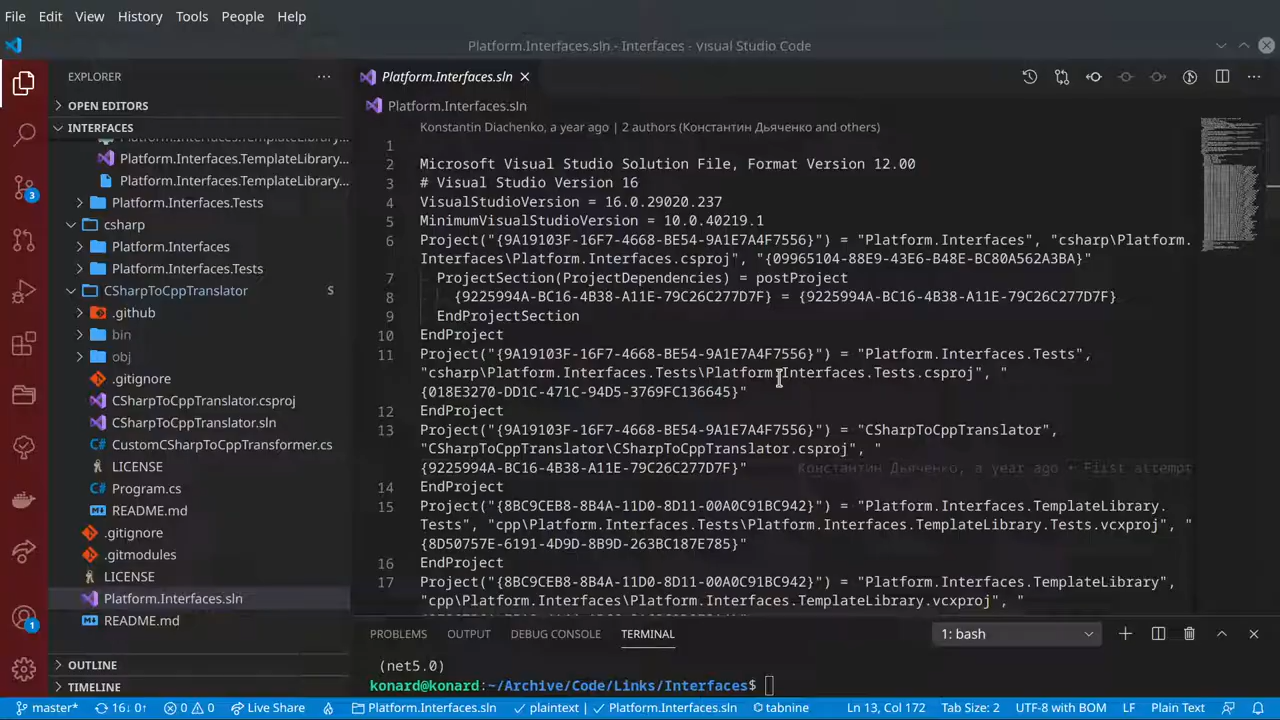 File Edit View History Tools People Help
Platform.Interfaces.sln - Interfaces - Visual Studio Code
EXPLORER
OPEN EDITORS
INTERFACES
Platform.Interfaces.TemplateLibrary...
Platform.Interfaces.TemplateLibrary...
Platform.Interfaces.TemplateLibrary...
Platform.Interfaces.Tests
csharp
Platform.Interfaces
Platform.Interfaces.Tests
CSharpToCppTranslator S
.github
bin
obj
.gitignore
CSharpToCppTranslator.csproj
CSharpToCppTranslator.sln
CustomCSharpToCppTransformer.cs
LICENSE
Program.cs
README.md
.gitignore
.gitmodules
LICENSE
Platform.Interfaces.sln
README.md
OUTLINE
TIMELINE
3
1
Platform.Interfaces.sln
Platform.Interfaces.sln
Konstantin Diachenko, a year ago | 2 authors (Константин Дьяченко and others)
1
2 Microsoft Visual Studio Solution File, Format Version 12.00
3 # Visual Studio Version 16
4 VisualStudioVersion = 16.0.29020.237
5 MinimumVisualStudioVersion = 10.0.40219.1
6 Project("{9A19103F-16F7-4668-BE54-9A1E7A4F7556}") = "Platform.Interfaces", "csharp\Platform.
Interfaces\Platform.Interfaces.csproj", "{09965104-88E9-43E6-B48E-BC80A562A3BA}"
7 ProjectSection(ProjectDependencies) = postProject
8 {9225994A-BC16-4B38-A11E-79C26C277D7F} = {9225994A-BC16-4B38-A11E-79C26C277D7F}
9 EndProjectSection
10 EndProject
11 Project("{9A19103F-16F7-4668-BE54-9A1E7A4F7556}") = "Platform.Interfaces.Tests",
"csharp\Platform.Interfaces.Tests\Platform.Interfaces.Tests.csproj", "
{018E3270-DD1C-471C-94D5-3769FC136645}"
12 EndProject
13 Project("{9A19103F-16F7-4668-BE54-9A1E7A4F7556}") = "CSharpToCppTranslator",
"CSharpToCppTranslator\CSharpToCppTranslator.csproj", "
{9225994A-BC16-4B38-A11E-79C26C277D7F}" Константин Дьяченко, a year ago • First attempt
14 EndProject
15 Project("{8BC9CEB8-8B4A-11D0-8D11-00A0C91BC942}") = "Platform.Interfaces.TemplateLibrary.
Tests", "cpp\Platform.Interfaces.Tests\Platform.Interfaces.TemplateLibrary.Tests.vcxproj", "
{8D50757E-6191-4D9D-8B9D-263BC187E785}"
16 EndProject
17 Project("{8BC9CEB8-8B4A-11D0-8D11-00A0C91BC942}") = "Platform.Interfaces.TemplateLibrary",
"cpp\Platform.Interfaces\Platform.Interfaces.TemplateLibrary.vcxproj", "
PROBLEMS OUTPUT DEBUG CONSOLE TERMINAL 1: bash
(net5.0)
konard@konard:~/Archive/Code/Links/Interfaces$
master* 16↓ 0↑ 0 0 Live Share Platform.Interfaces.sln plaintext | Platform.Interfaces.sln tabnine Ln 13, Col 172 Tab Size: 2 UTF-8 with BOM LF Plain Text